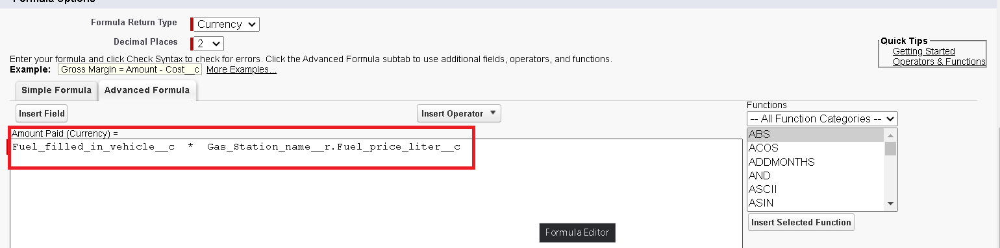 Formula Options
Formula Return Type Currency
Decimal Places 2
Quick Tips
Getting Started
Operators & Functions
Enter your formula and click Check Syntax to check for errors. Click the Advanced Formula subtab to use additional fields, operators, and functions.
Example: Gross Margin = Amount - Cost__c More Examples...
Simple Formula Advanced Formula
Insert Field Insert Operator
Functions
-- All Function Categories --
Amount Paid (Currency) =
Fuel_filled_in_vehicle__c * Gas_Station_name__r.Fuel_price_liter__c
ABS
ACOS
ADDMONTHS
AND
ASCII
ASIN
Insert Selected Function
Formula Editor